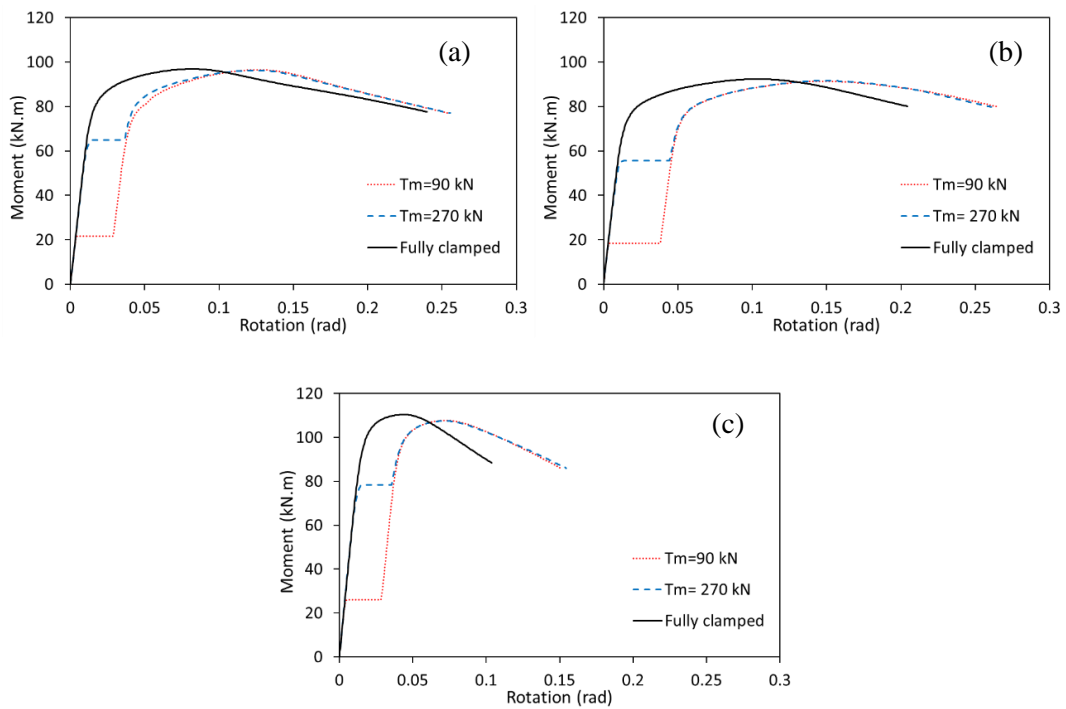 120
100
80
60
40
20
0
Moment (kN.m)
(a)
Tm=90 kN
Tm=270 kN
Fully clamped
0 0.05 0.1 0.15 0.2 0.25 0.3
Rotation (rad)
120
100
80
60
40
20
0
Moment (kN.m)
(b)
Tm=90 kN
Tm= 270 kN
Fully clamped
0 0.05 0.1 0.15 0.2 0.25 0.3
Rotation (rad)
120
100
80
60
40
20
0
Moment (kN.m)
(c)
Tm=90 kN
Tm= 270 kN
Fully clamped
0 0.05 0.1 0.15 0.2 0.25 0.3
Rotation (rad)